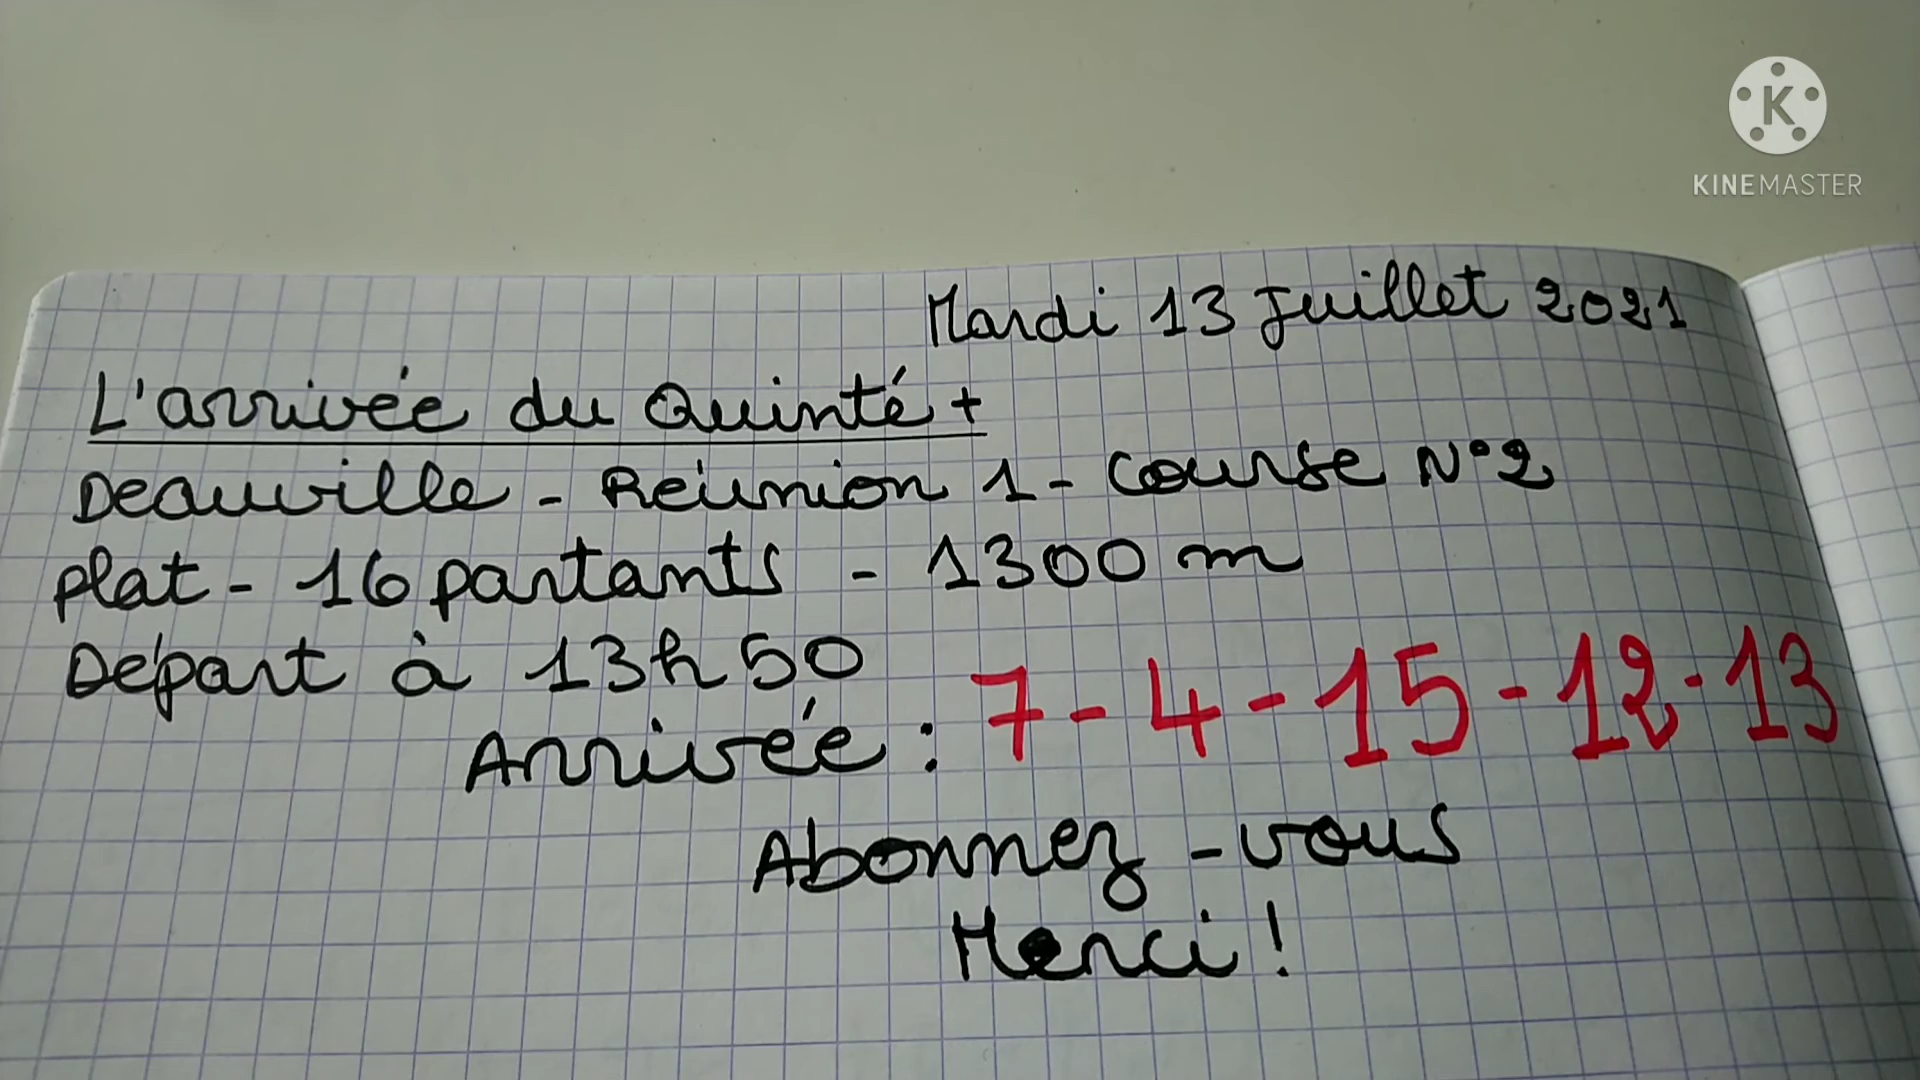 K
KINEMASTER
Mardi 13 Juillet 2021
L'arrivée du Quinté+
Deauville - Réunion 1 - Course N°2
Plat - 16 partants - 1300 m
Départ à 13h50
Arrivée : 7-4-15-12-13
Abonnez-vous
Merci !